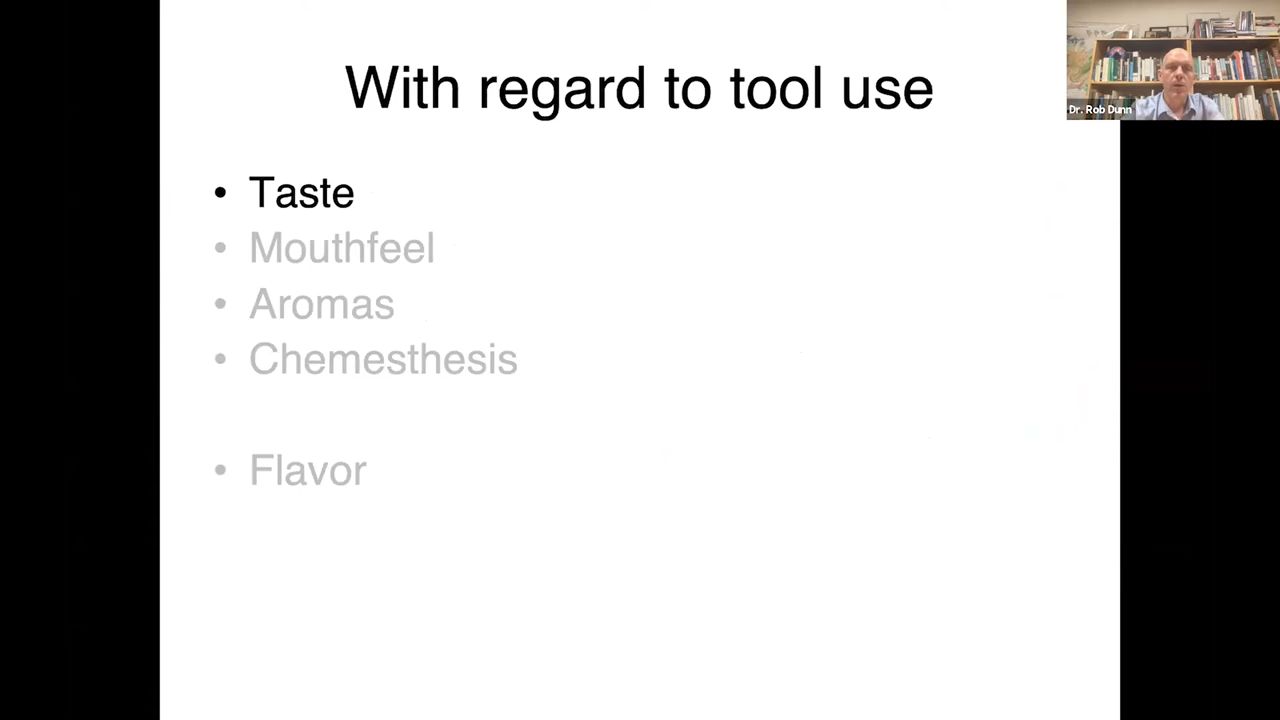 With regard to tool use
• Taste
• Mouthfeel
• Aromas
• Chemesthesis
• Flavor
Dr. Rob Dunn